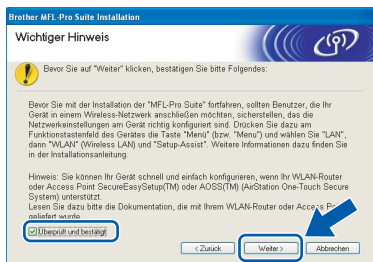 Brother MFL-Pro Suite Installation
Wichtiger Hinweis
Bevor Sie auf "Weiter" klicken, bestätigen Sie bitte Folgendes:
Bevor Sie mit der Installation der "MFL-Pro Suite" fortfahren, sollten Benutzer, die Ihr
Gerät in einem Wireless-Netzwerk anschließen möchten, sicherstellen, das die
Netzwerkeinstellungen am Gerät richtig konfiguriert sind. Drücken Sie dazu am
Funktionstastenfeld des Gerätes die Taste "Menü" (bzw. "Menu") und wählen Sie "LAN",
dann "WLAN" (Wireless LAN) und "Setup-Assist". Weitere Informationen dazu finden Sie
in der Installationsanleitung.
Hinweis: Sie können Ihr Gerät schnell und einfach konfigurieren, wenn Ihr WLAN-Router
oder Access Point SecureEasySetup(TM) oder AOSS(TM) (AirStation One-Touch Secure
System) unterstützt.
Lesen Sie dazu bitte die Dokumentation, die mit Ihrem WLAN-Router oder Access
geliefert wurde.
Überprüft und bestätigt
< Zurück
Weiter >
Abbrechen